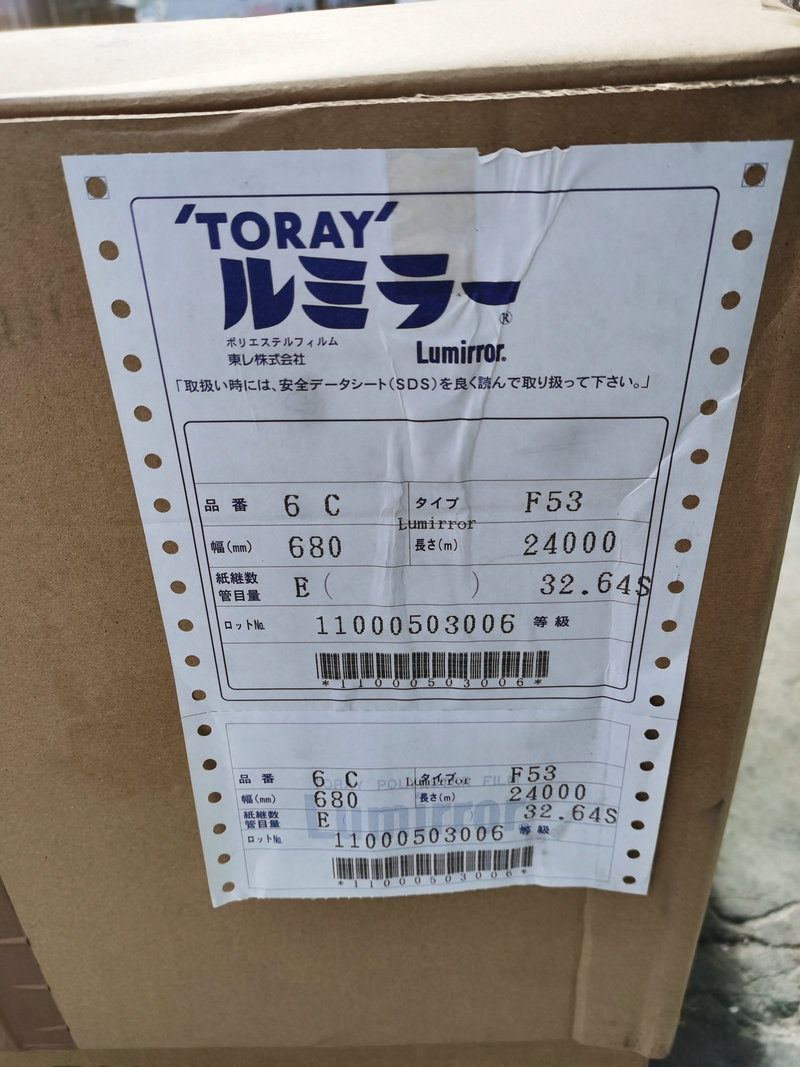 'TORAY'
ルミラー®
ポリエステルフィルム
東レ株式会社 Lumirror®
「取扱い時には、安全データシート(SDS)を良く読んで取り扱って下さい。」
品番 6 C タイプ F53
Lumirror
幅(mm) 680 長さ(m) 24000
紙継数 管目量 E ( ) 32.64S
ロット№ 11000503006 等級
*11000503006*
品番 6 C タイプ F53
Lumirror
幅(mm) 680 長さ(m) 24000
紙継数 管目量 E 32.64S
Lumirror
ロット№ 11000503006 等級
*11000503006*